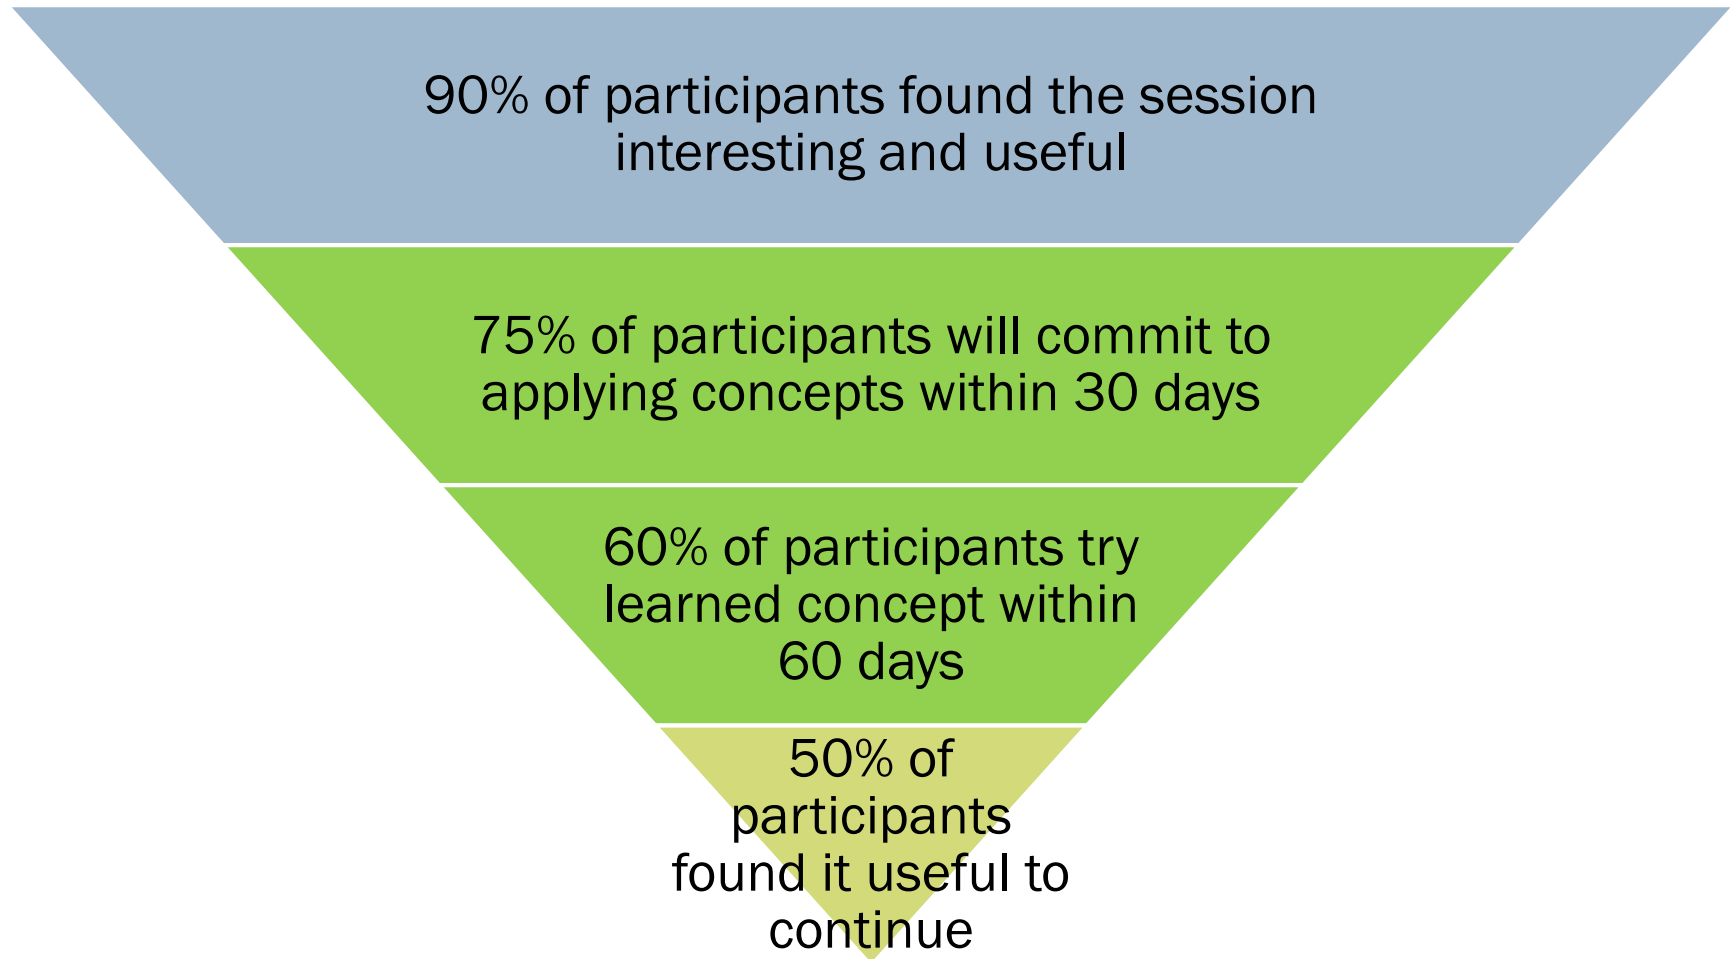 90% of participants found the session
interesting and useful
75% of participants will commit to
applying concepts within 30 days
60% of participants try
learned concept within
60 days
50% of
participants
found it useful to
continue